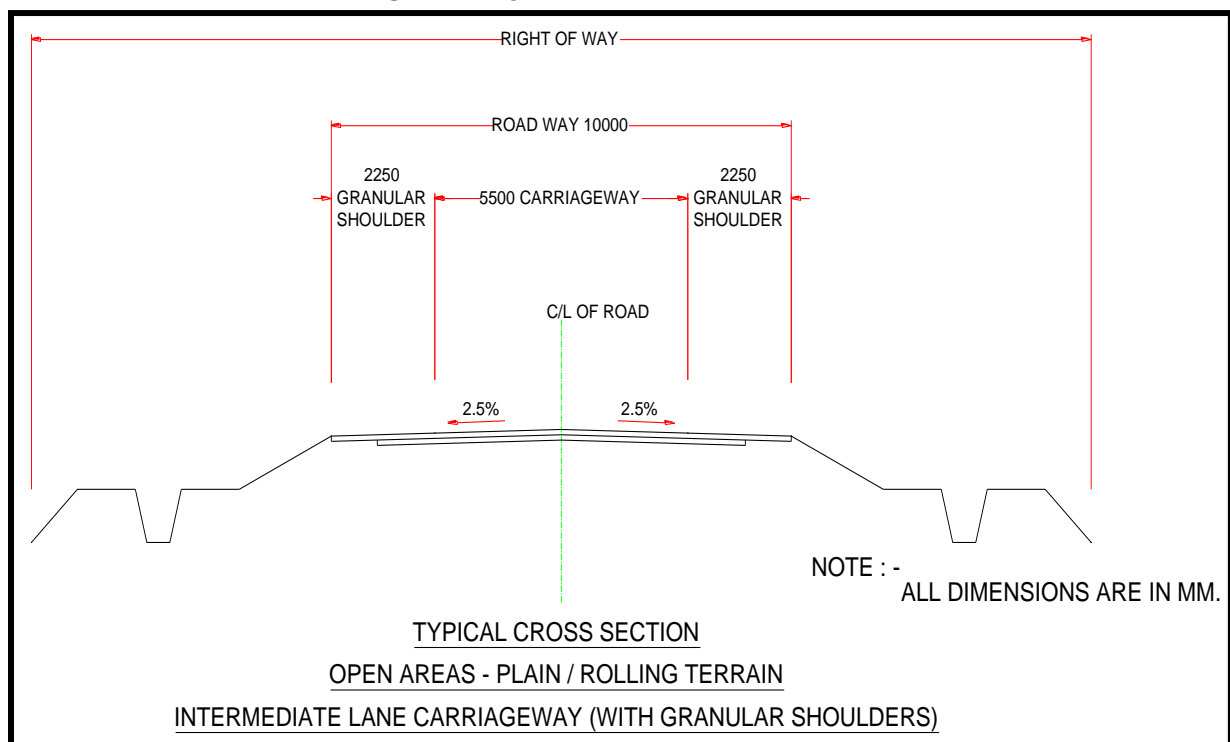 RIGHT OF WAY
ROAD WAY 10000
2250
GRANULAR
SHOULDER
5500 CARRIAGEWAY
2250
GRANULAR
SHOULDER
C/L OF ROAD
2.5%
2.5%
NOTE : -
ALL DIMENSIONS ARE IN MM.
TYPICAL CROSS SECTION
OPEN AREAS - PLAIN / ROLLING TERRAIN
INTERMEDIATE LANE CARRIAGEWAY (WITH GRANULAR SHOULDERS)